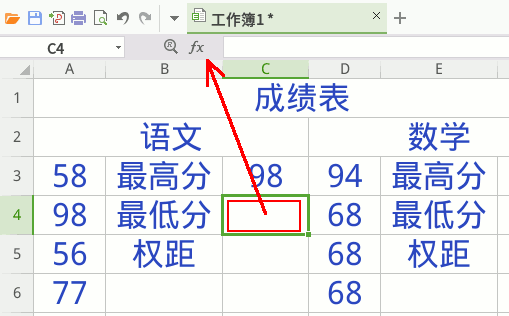 工作簿1 *
C4 fx
A B C D E
1 成绩表
2 语文 数学
3 58 最高分 98 94 最高分
4 98 最低分 68 最低分
5 56 权距 68 权距
6 77 68